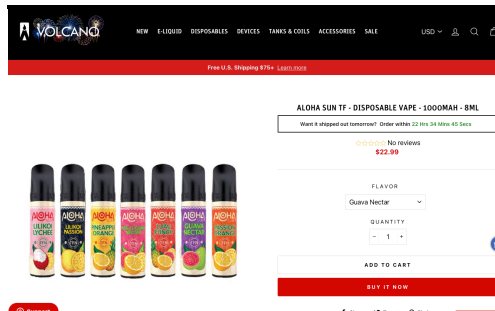 VOLCANO
NEW E-LIQUID DISPOSABLES DEVICES TANKS & COILS ACCESSORIES SALE
USD
Free U.S. Shipping $75+ Learn more
ALOHA SUN TF - DISPOSABLE VAPE - 1000MAH - 8ML
Want it shipped out tomorrow? Order within 22 Hrs 34 Mins 45 Secs
No reviews
$22.99
FLAVOR
Guava Nectar
QUANTITY
- 1 +
ADD TO CART
BUY IT NOW
ALOHA ALOHA ALOHA ALOHA ALOHA ALOHA ALOHA
LILIKOI LYCHEE
LILIKOI PASSION
PINEAPPLE ORANGE
GUAVA NECTAR